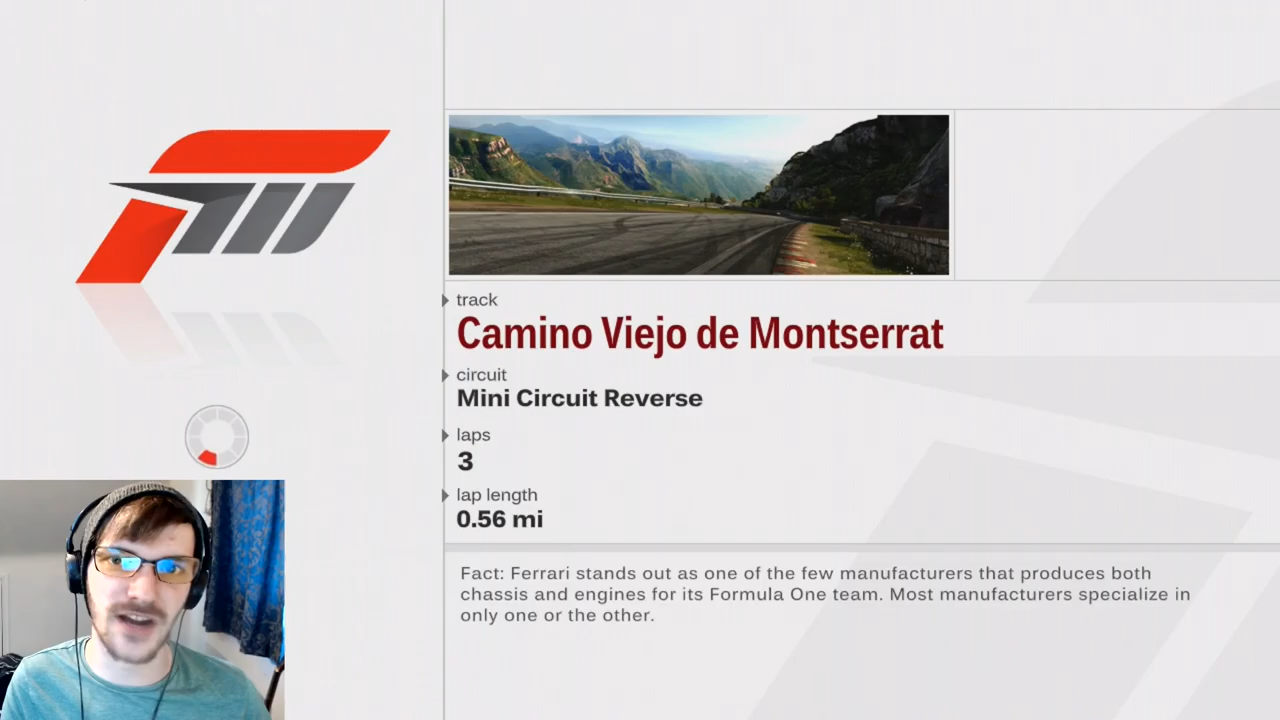 track
Camino Viejo de Montserrat
circuit
Mini Circuit Reverse
laps
3
lap length
0.56 mi
Fact: Ferrari stands out as one of the few manufacturers that produces both
chassis and engines for its Formula One team. Most manufacturers specialize in
only one or the other.